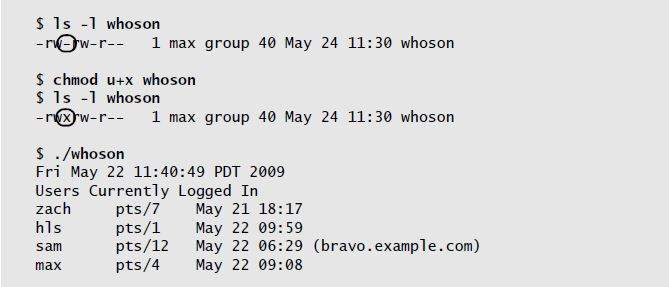 $ ls -l whoson
-rw-rw-r-- 1 max group 40 May 24 11:30 whoson
$ chmod u+x whoson
$ ls -l whoson
-rwxrw-r-- 1 max group 40 May 24 11:30 whoson
$ ./whoson
Fri May 22 11:40:49 PDT 2009
Users Currently Logged In
zach pts/7 May 21 18:17
hls pts/1 May 22 09:59
sam pts/12 May 22 06:29 (bravo.example.com)
max pts/4 May 22 09:08